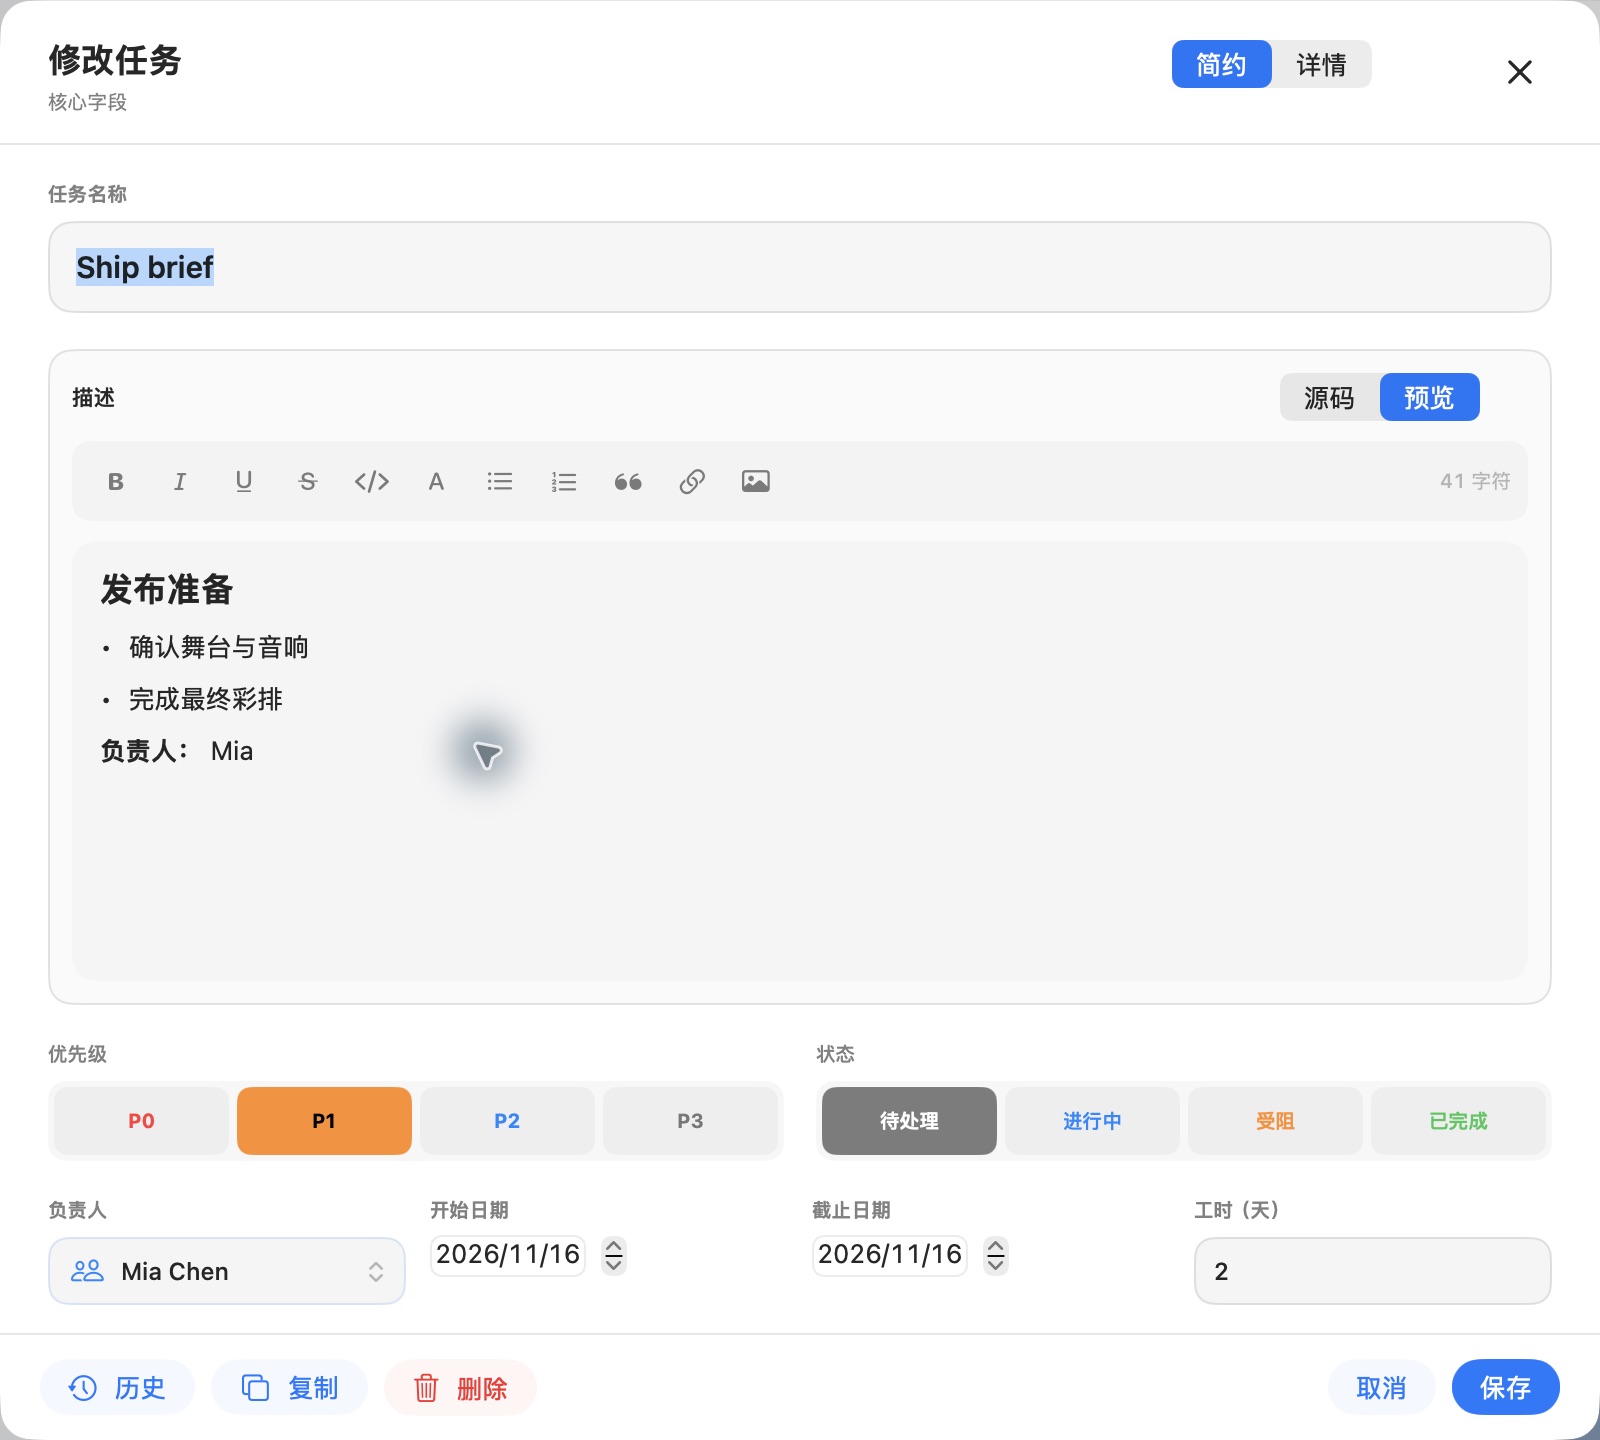 修改任务
简约 详情
核心字段
任务名称
Ship brief
描述
源码 预览
B I U S </> A 41 字符
发布准备
• 确认舞台与音响
• 完成最终彩排
负责人： Mia
优先级 状态
P0 P1 P2 P3 待处理 进行中 受阻 已完成
负责人 开始日期 截止日期 工时（天）
Mia Chen 2026/11/16 2026/11/16 2
历史 复制 删除 取消 保存